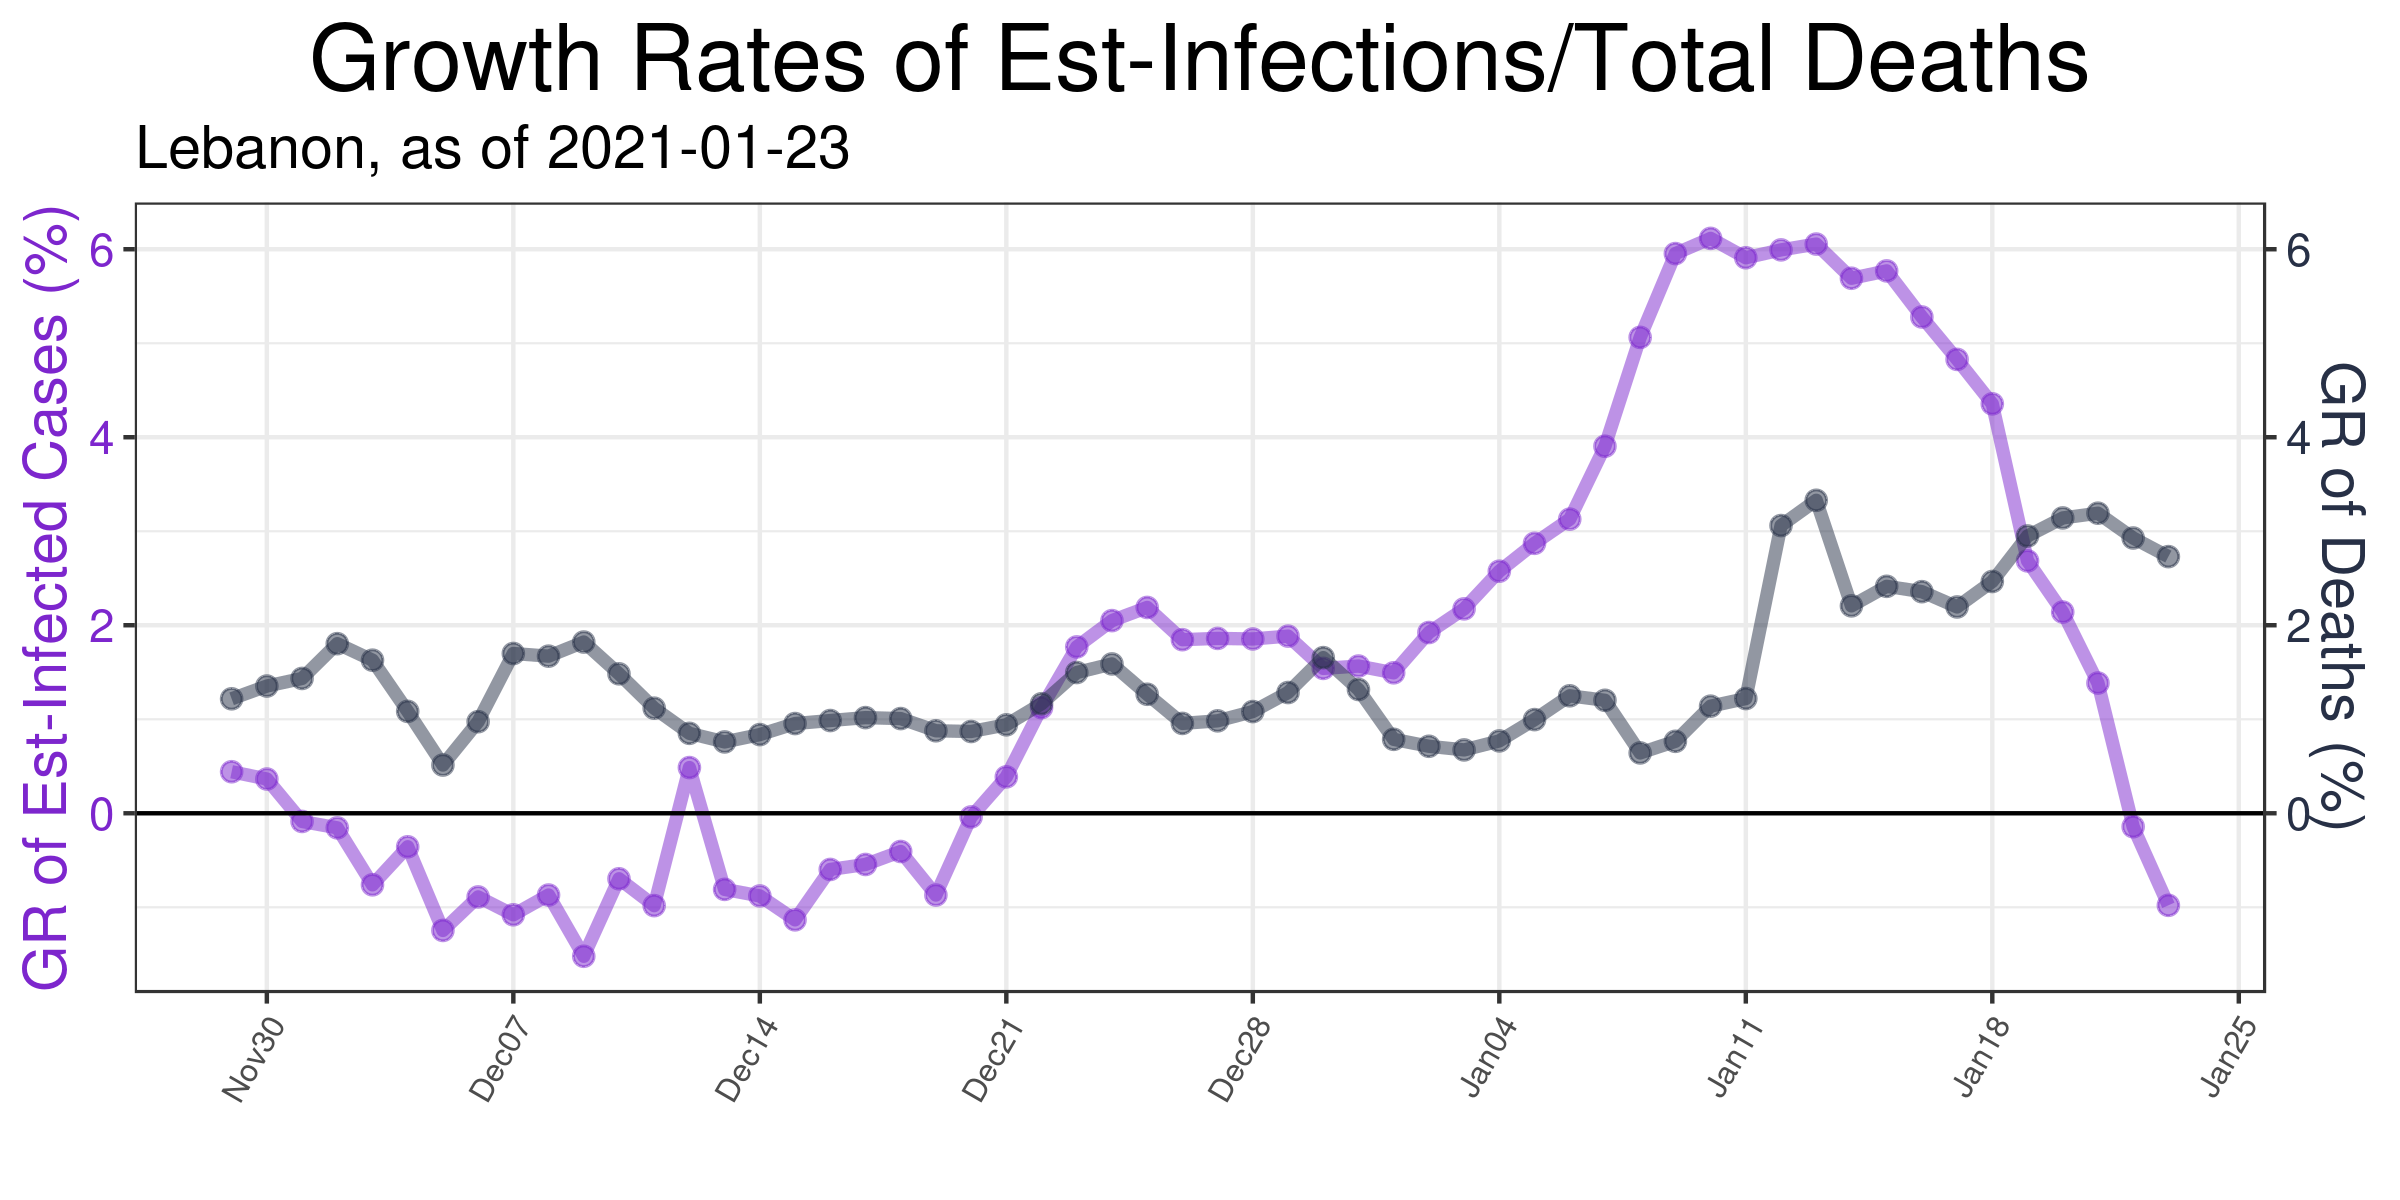 Growth Rates of Est-Infections/Total Deaths
Lebanon, as of 2021-01-23
GR of Est-Infected Cases (%)
6
4
2
0
6
4
2
0
GR of Deaths (%)
Nov30
Dec07
Dec14
Dec21
Dec28
Jan04
Jan11
Jan18
Jan25